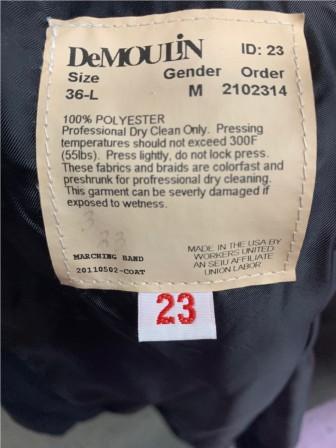 DeMOULiN ID: 23
Size Gender Order
36-L M 2102314
100% POLYESTER
Professional Dry Clean Only. Pressing
temperatures should not exceed 300F
(55lbs). Press lightly, do not lock press.
These fabrics and braids are colorfast and
preshrunk for professional dry cleaning.
This garment can be severly damaged if
exposed to wetness.
3
23
MARCHING BAND
20110502-COAT
MADE IN THE USA BY
WORKERS UNITED
AN SEIU AFFILIATE
UNION LABOR
23